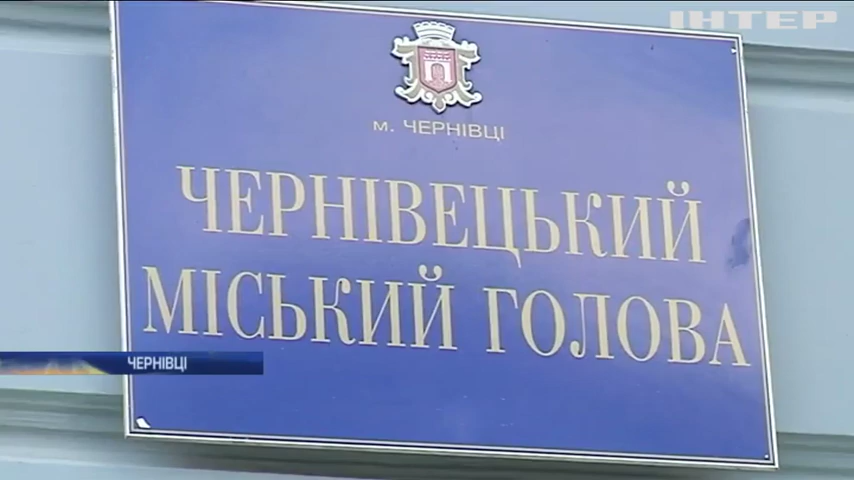 ІНТЕР
м. ЧЕРНІВЦІ
ЧЕРНІВЕЦЬКИЙ
МІСЬКИЙ ГОЛОВА
ЧЕРНІВЦІ